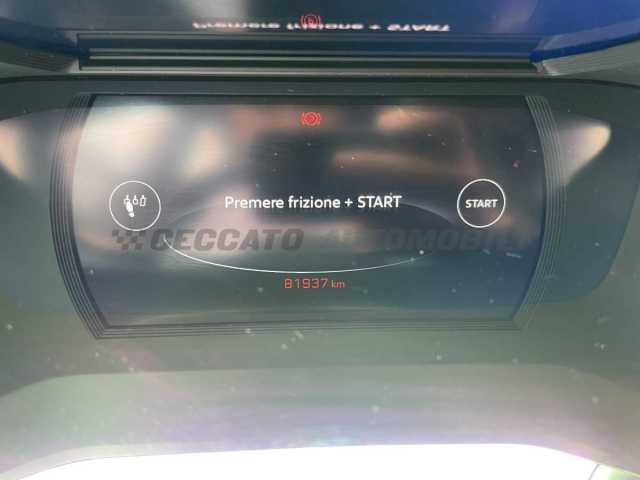 Premere frizione + START
START
CECCATO AUTOMOBILI
81937 km